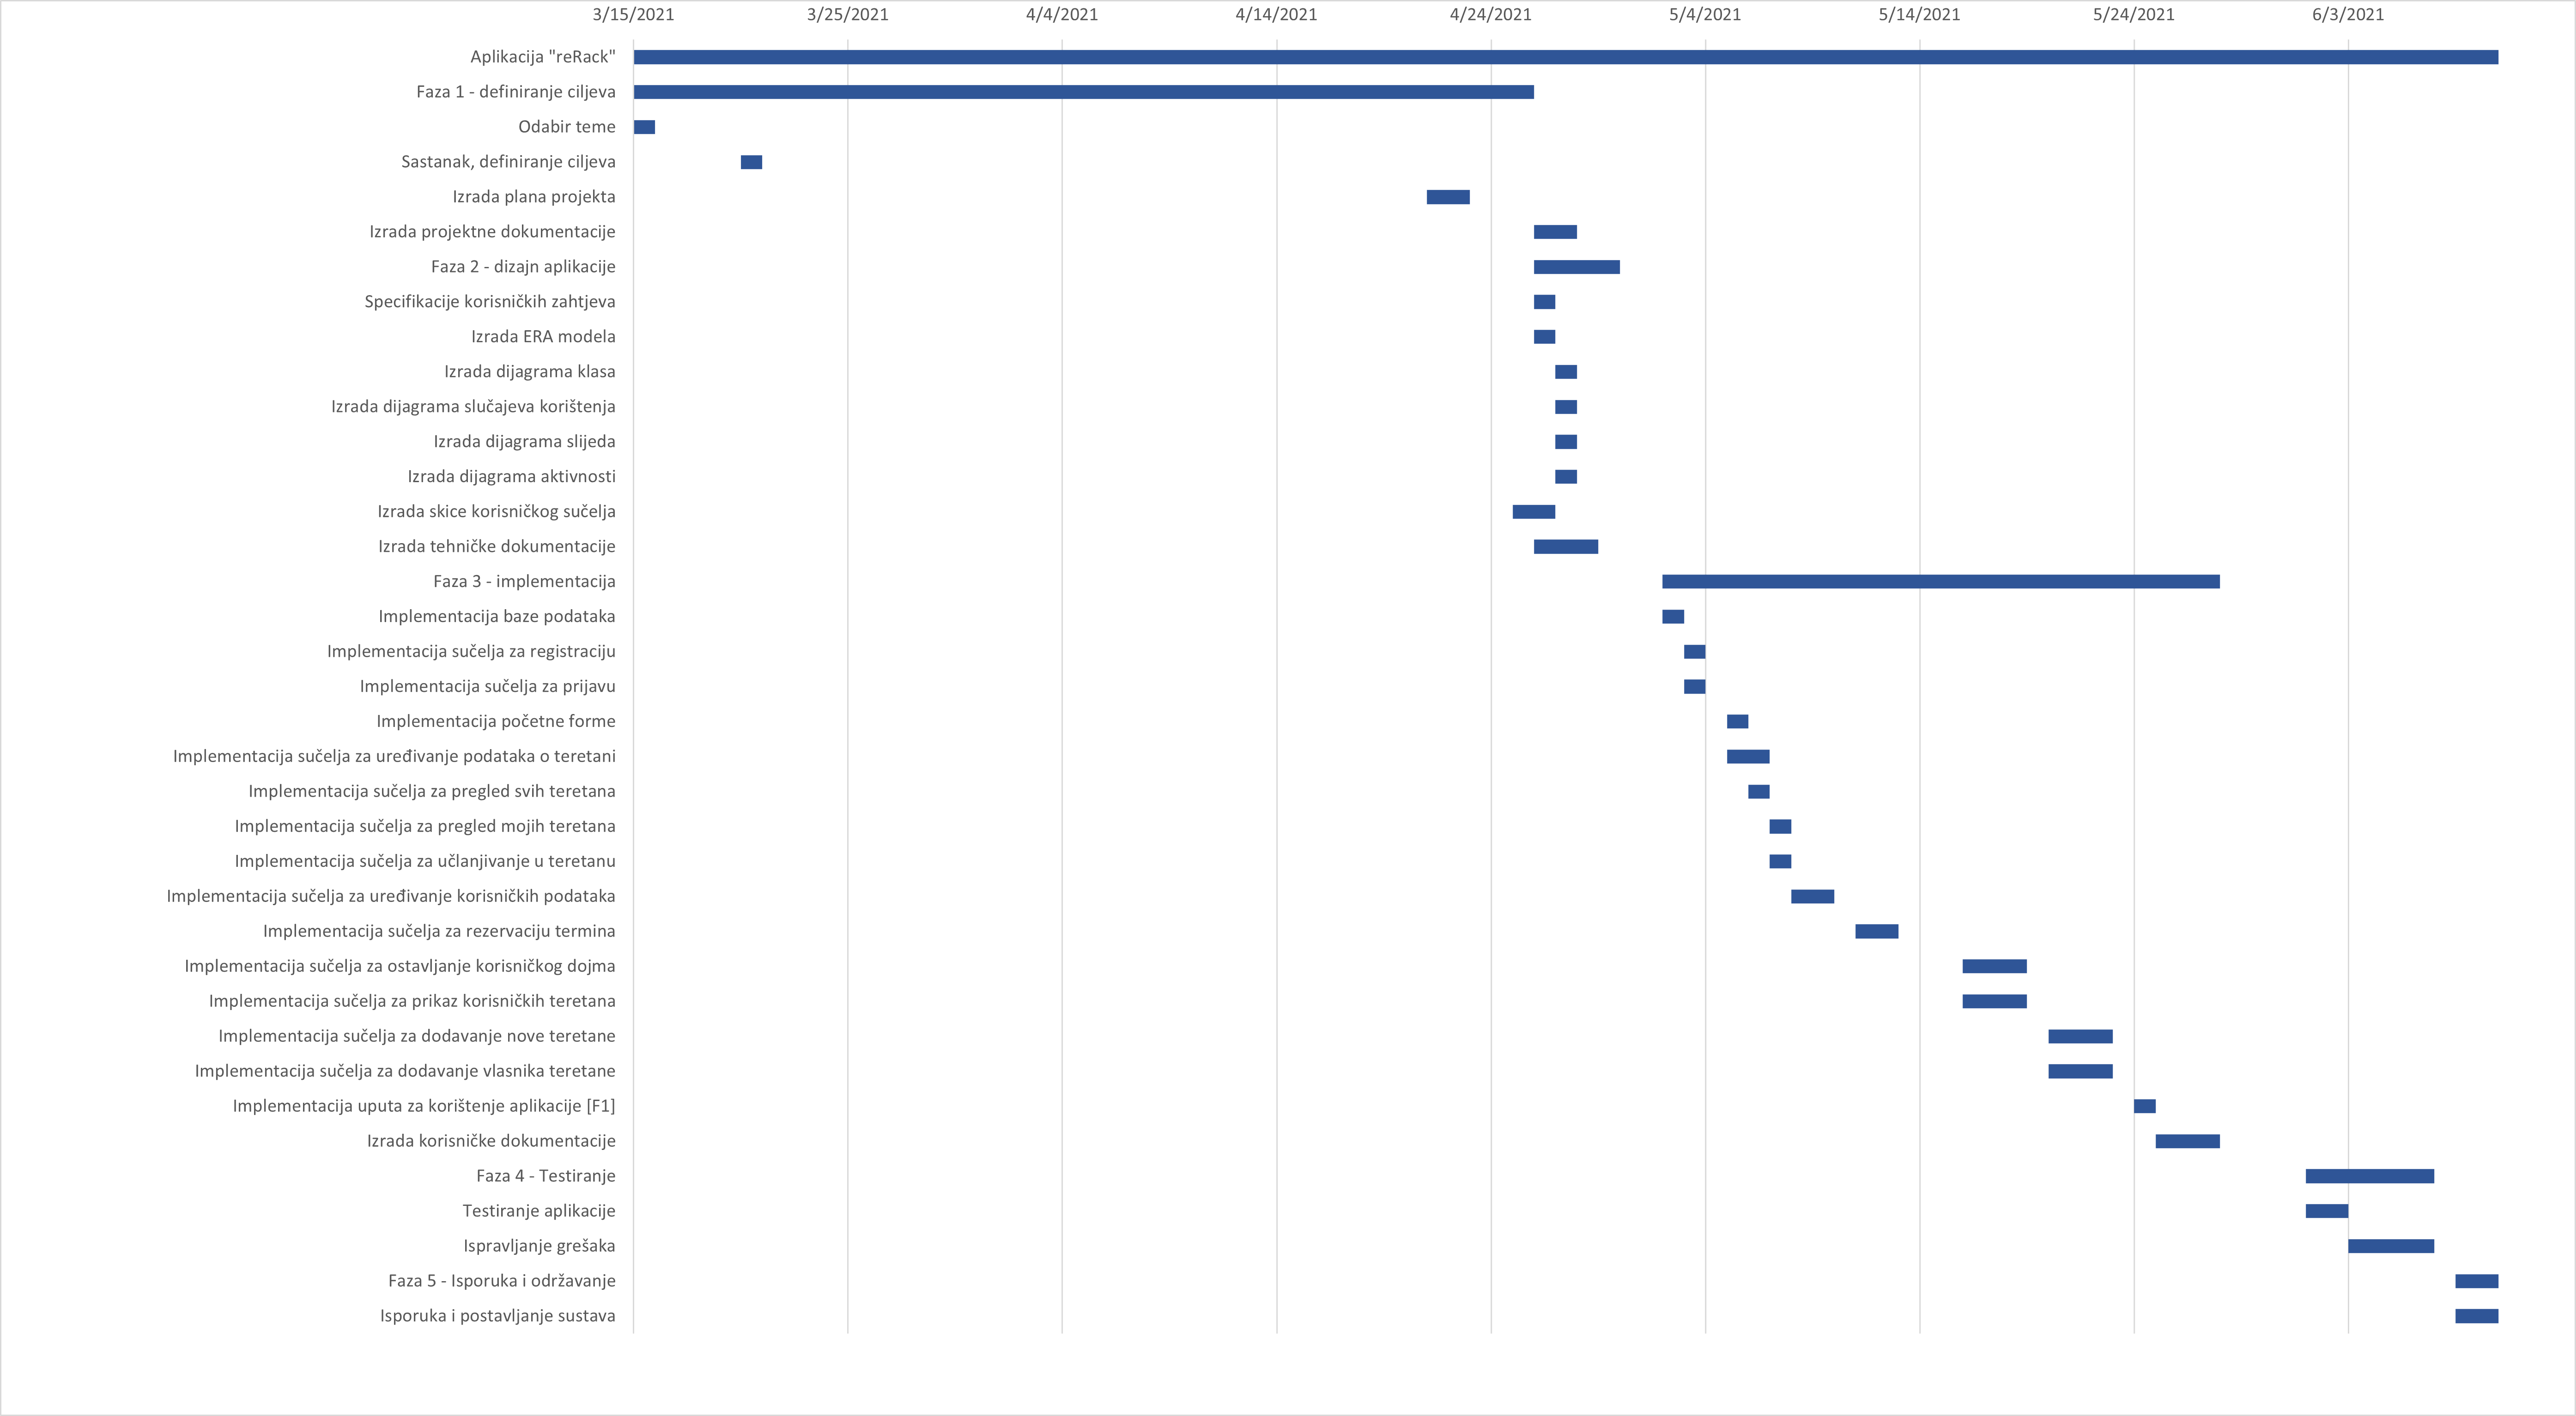 3/15/2021 3/25/2021 4/4/2021 4/14/2021 4/24/2021 5/4/2021 5/14/2021 5/24/2021 6/3/2021
Aplikacija "reRack"
Faza 1 - definiranje ciljeva
Odabir teme
Sastanak, definiranje ciljeva
Izrada plana projekta
Izrada projektne dokumentacije
Faza 2 - dizajn aplikacije
Specifikacije korisničkih zahtjeva
Izrada ERA modela
Izrada dijagrama klasa
Izrada dijagrama slučajeva korištenja
Izrada dijagrama slijeda
Izrada dijagrama aktivnosti
Izrada skice korisničkog sučelja
Izrada tehničke dokumentacije
Faza 3 - implementacija
Implementacija baze podataka
Implementacija sučelja za registraciju
Implementacija sučelja za prijavu
Implementacija početne forme
Implementacija sučelja za uređivanje podataka o teretani
Implementacija sučelja za pregled svih teretana
Implementacija sučelja za pregled mojih teretana
Implementacija sučelja za učlanjivanje u teretanu
Implementacija sučelja za uređivanje korisničkih podataka
Implementacija sučelja za rezervaciju termina
Implementacija sučelja za ostavljanje korisničkog dojma
Implementacija sučelja za prikaz korisničkih teretana
Implementacija sučelja za dodavanje nove teretane
Implementacija sučelja za dodavanje vlasnika teretane
Implementacija uputa za korištenje aplikacije [F1]
Izrada korisničke dokumentacije
Faza 4 - Testiranje
Testiranje aplikacije
Ispravljanje grešaka
Faza 5 - Isporuka i održavanje
Isporuka i postavljanje sustava